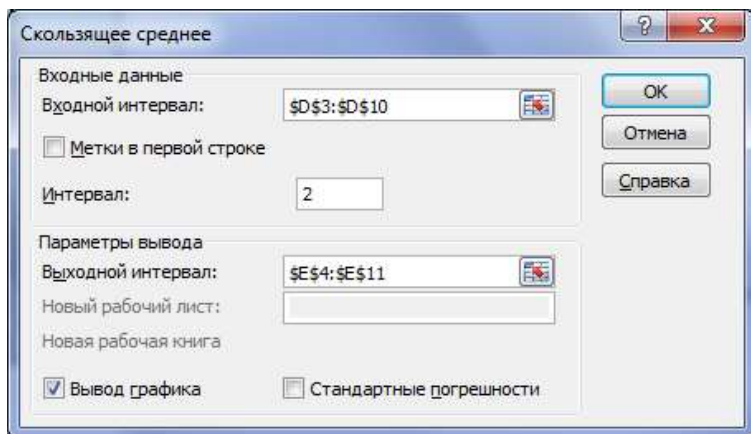 Скользящее среднее
Входные данные
Входной интервал: $D$3:$D$10
Метки в первой строке
Интервал: 2
Параметры вывода
Выходной интервал: $E$4:$E$11
Новый рабочий лист:
Новая рабочая книга
Вывод графика Стандартные погрешности
?
X
OK
Отмена
Справка